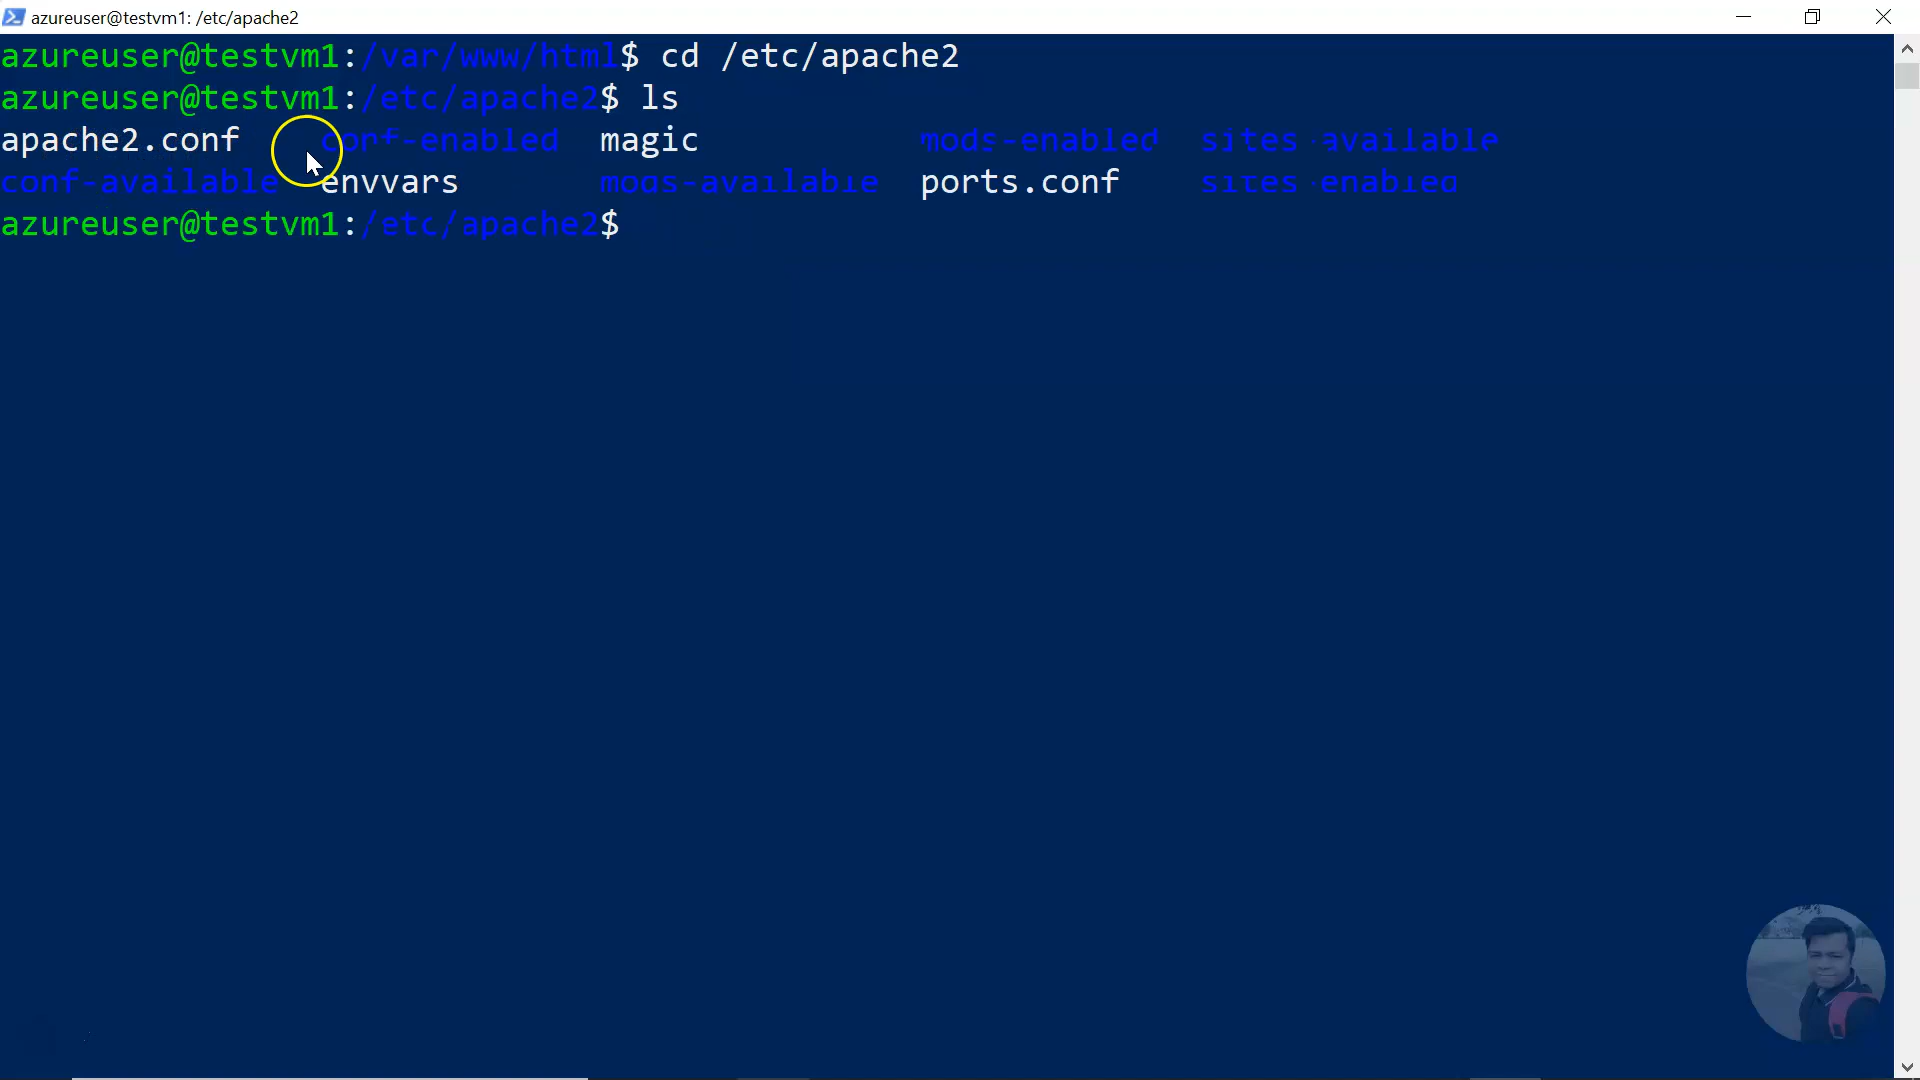 azureuser@testvm1: /etc/apache2
azureuser@testvm1:/var/www/html$ cd /etc/apache2
azureuser@testvm1:/etc/apache2$ ls
apache2.conf conf-enabled magic mods-enabled sites-available
conf-available envvars mods-available ports.conf sites-enabled
azureuser@testvm1:/etc/apache2$